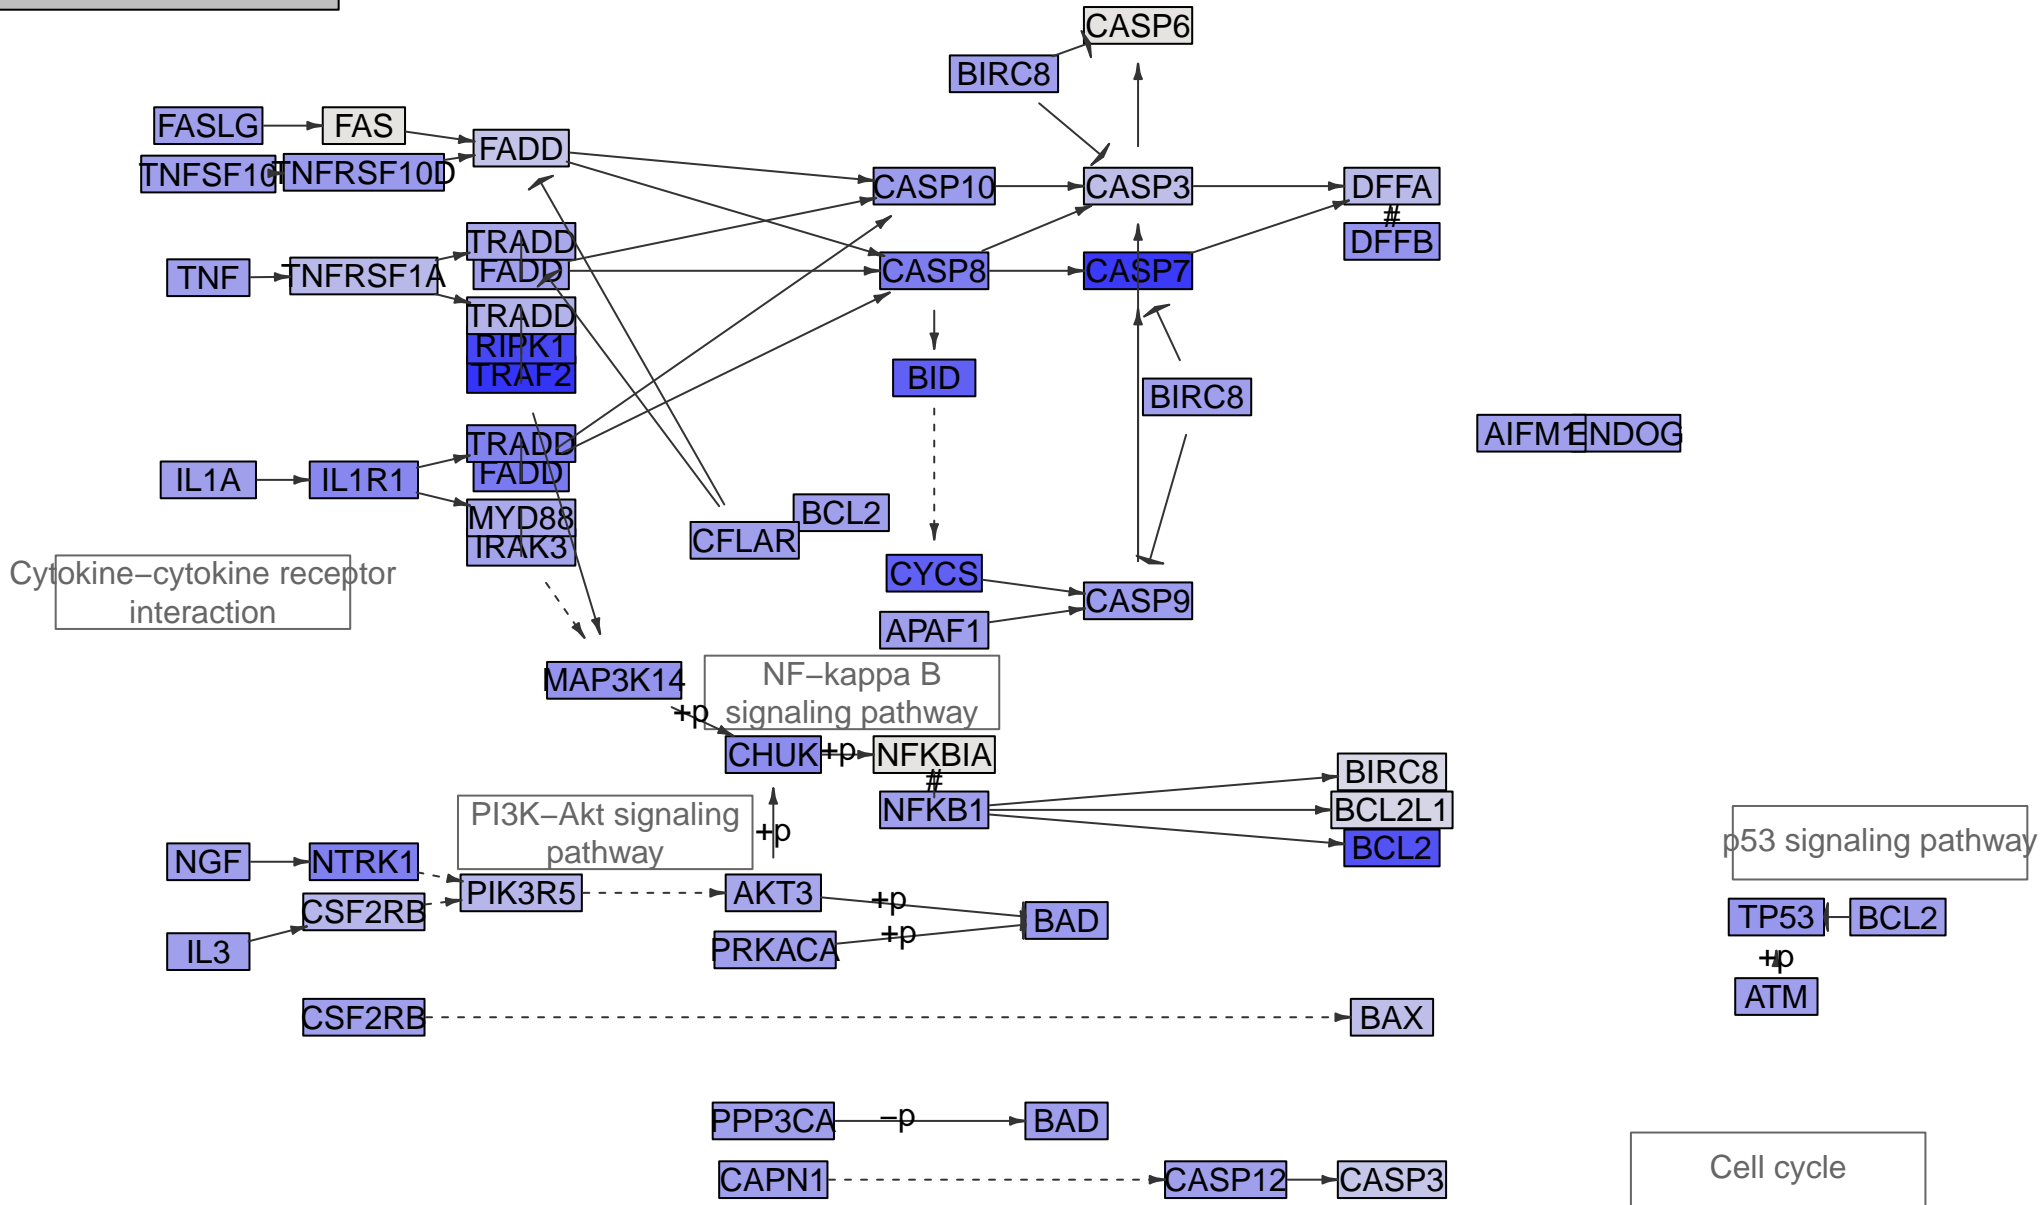 CASP6
BIRC8
FASLG
FAS
FADD
TNFSF10
TNFRSF10D
CASP10
CASP3
DFFA
#
DFFB
TRADD
FADD
TNF
TNFRSF1A
CASP8
CASP7
TRADD
RIPK1
TRAF2
BID
BIRC8
TRADD
FADD
AIFM1
ENDOG
IL1A
IL1R1
MYD88
IRAK3
BCL2
CFLAR
Cytokine–cytokine receptor
interaction
CYCS
CASP9
APAF1
MAP3K14
NF–kappa B
signaling pathway
+p
CHUK
+p
NFKBIA
#
NFKB1
BIRC8
BCL2L1
BCL2
PI3K–Akt signaling
pathway
+p
p53 signaling pathway
NGF
NTRK1
CSF2RB
PIK3R5
AKT3
+p
BAD
IL3
PRKACA
+p
TP53
BCL2
+p
ATM
CSF2RB
BAX
PPP3CA
–p
BAD
CAPN1
CASP12
CASP3
Cell cycle